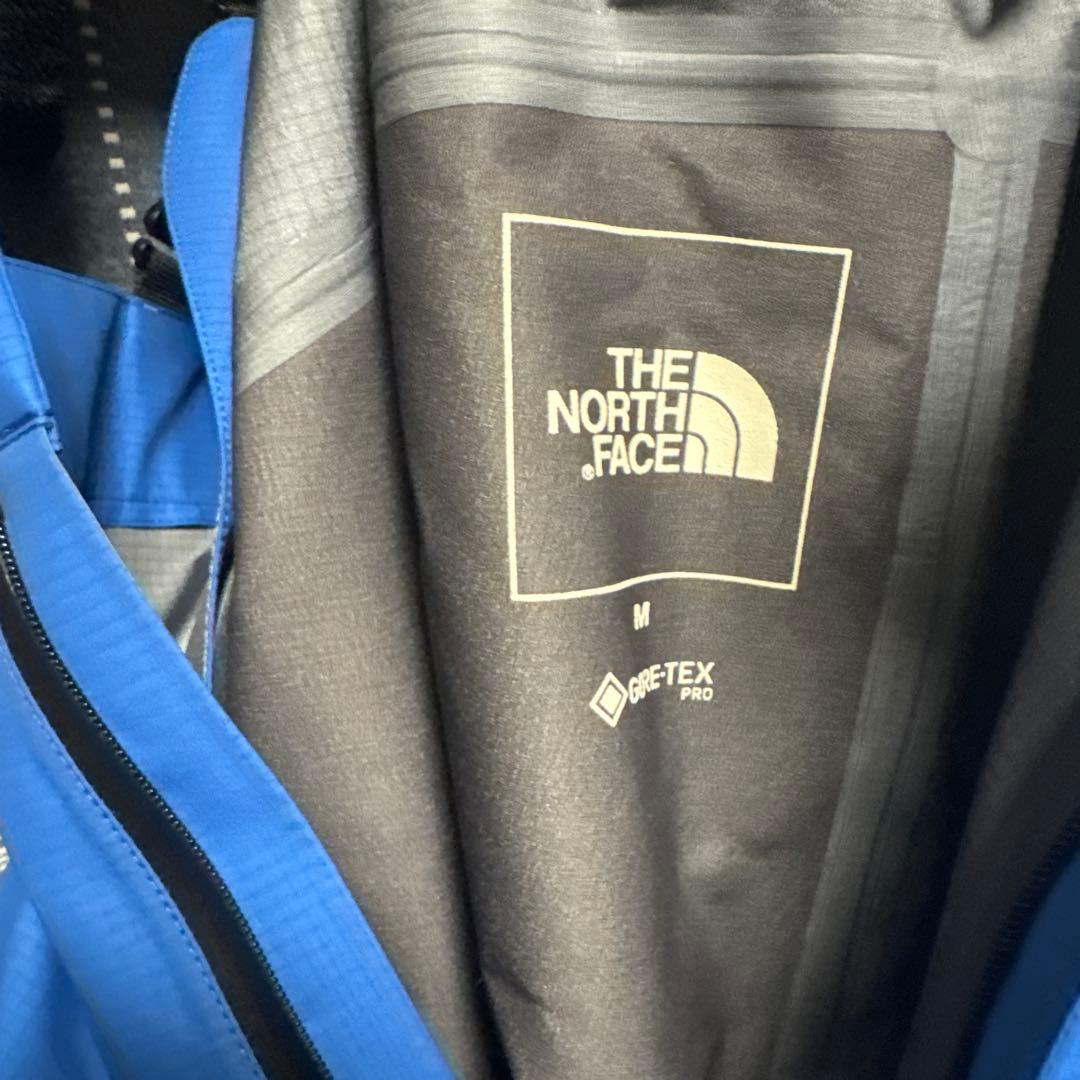 THE
NORTH
®FACE
M
GORE-TEX
PRO